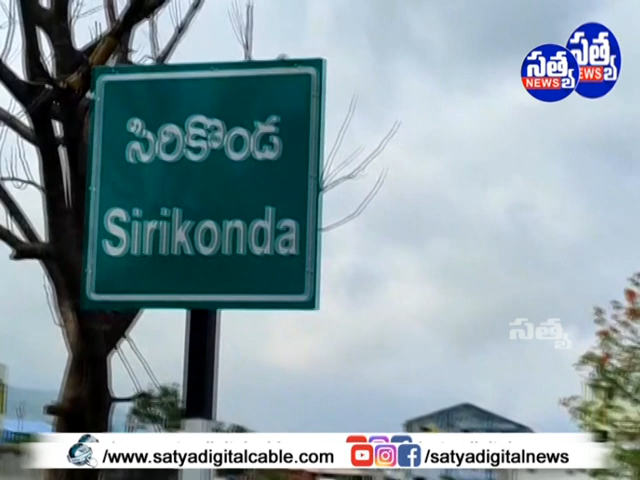 సత్య
NEWS
సత్య
NEWS
సిరికొండ
Sirikonda
సత్య
/www.satyadigitalcable.com
/satyadigitalnews